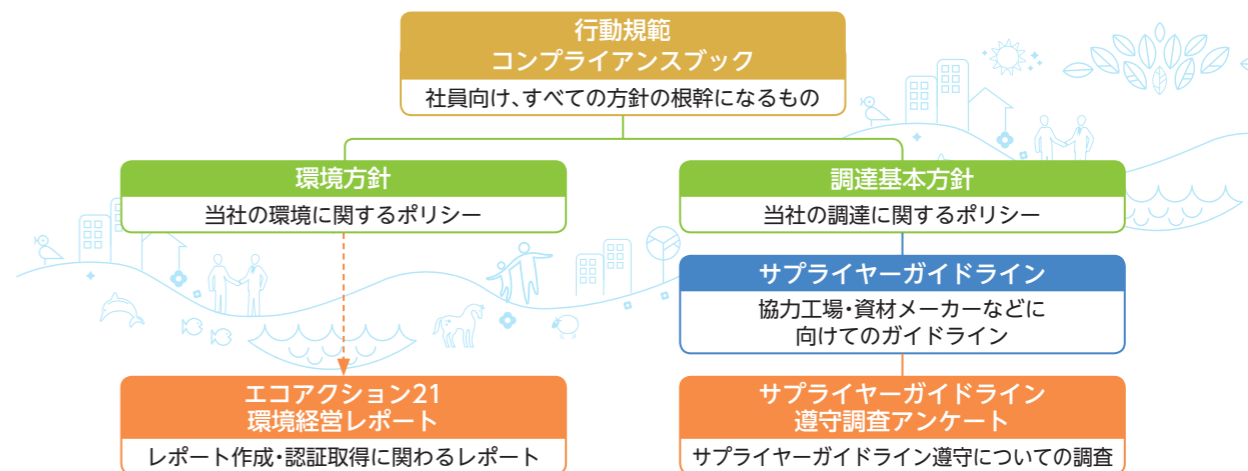 行動規範
コンプライアンスブック
社員向け、すべての方針の根幹になるもの
環境方針
当社の環境に関するポリシー
調達基本方針
当社の調達に関するポリシー
サプライヤーガイドライン
協力工場・資材メーカーなどに
向けてのガイドライン
エコアクション21
環境経営レポート
レポート作成・認証取得に関わるレポート
サプライヤーガイドライン
遵守調査アンケート
サプライヤーガイドライン遵守についての調査